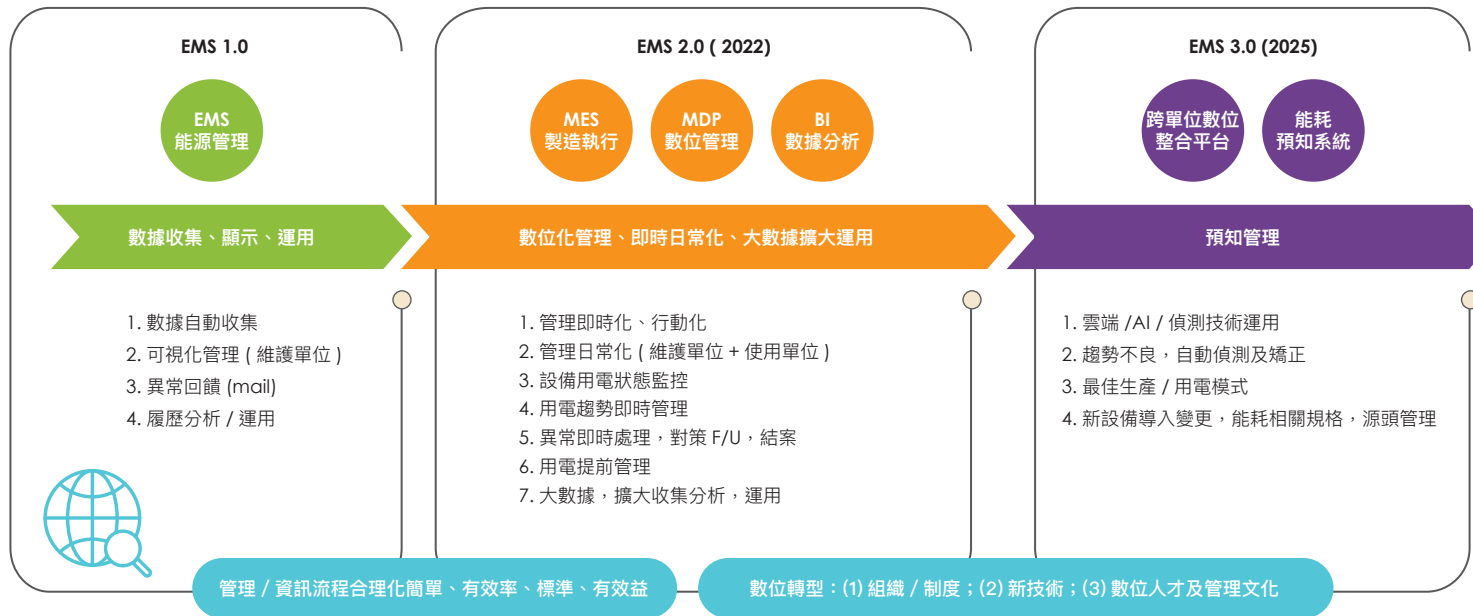 EMS 1.0
EMS
能源管理
數據收集、顯示、運用
1. 數據自動收集
2. 可視化管理 ( 維護單位 )
3. 異常回饋 (mail)
4. 履歷分析 / 運用
EMS 2.0 ( 2022)
MES
製造執行
MDP
數位管理
BI
數據分析
數位化管理、即時日常化、大數據擴大運用
1. 管理即時化、行動化
2. 管理日常化 ( 維護單位 + 使用單位 )
3. 設備用電狀態監控
4. 用電趨勢即時管理
5. 異常即時處理，對策 F/U，結案
6. 用電提前管理
7. 大數據，擴大收集分析，運用
EMS 3.0 (2025)
跨單位數位
整合平台
能耗
預知系統
預知管理
1. 雲端 /AI / 偵測技術運用
2. 趨勢不良，自動偵測及矯正
3. 最佳生產 / 用電模式
4. 新設備導入變更，能耗相關規格，源頭管理
管理 / 資訊流程合理化簡單、有效率、標準、有效益
數位轉型：(1) 組織 / 制度；(2) 新技術；(3) 數位人才及管理文化